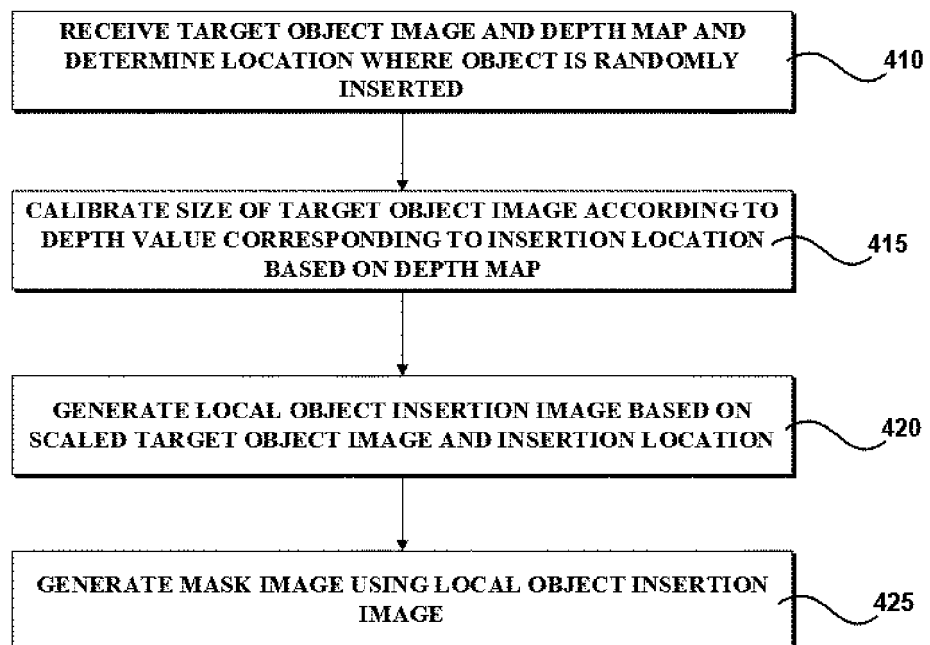 RECEIVE TARGET OBJECT IMAGE AND DEPTH MAP AND
DETERMINE LOCATION WHERE OBJECT IS RANDOMLY
INSERTED
410
CALIBRATE SIZE OF TARGET OBJECT IMAGE ACCORDING TO
DEPTH VALUE CORRESPONDING TO INSERTION LOCATION
BASED ON DEPTH MAP
415
GENERATE LOCAL OBJECT INSERTION IMAGE BASED ON
SCALED TARGET OBJECT IMAGE AND INSERTION LOCATION
420
GENERATE MASK IMAGE USING LOCAL OBJECT INSERTION
IMAGE
425